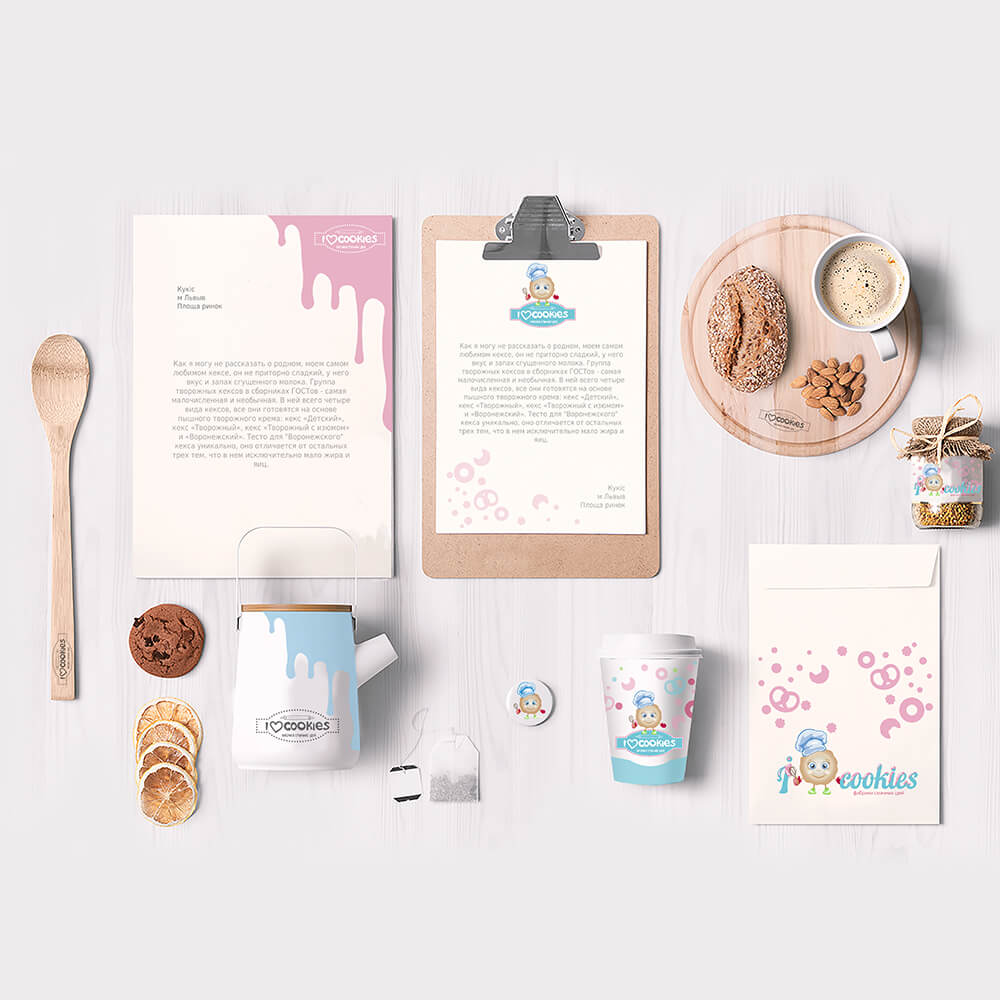 I♡COOKIES
Кукіс
м Львыв
Площа ринок
Как я могу не рассказать о родном, моем самом
любимом кексе, он не приторно сладкий, у него
вкус и запах сгущенного молока. Группа
творожных кексов в сборниках ГОСТов - самая
малочисленная и необычная. В ней всего четыре
вида кексов, все они готовятся на основе
пышного творожного крема: кекс «Детский»,
кекс «Творожный», кекс "Творожный с изюмом»
и «Воронежский». Тесто для "Воронежского"
кекса уникально, оно отличается от остальных
трех тем, что в нем исключительно мало жира и
яиц.
I♡COOKIES
Как я могу не рассказать о родном, моем самом
любимом кексе, он не приторно сладкий, у него
вкус и запах сгущенного молока. Группа
творожных кексов в сборниках ГОСТов - самая
малочисленная и необычная. В ней всего четыре
вида кексов, все они готовятся на основе
пышного творожного крема: кекс «Детский»,
кекс «Творожный», кекс "Творожный с изюмом»
и «Воронежский». Тесто для "Воронежского"
кекса уникально, оно отличается от остальных
трех тем, что в нем исключительно мало жира и
яиц.
Кукіс
м Львыв
Площа ринок
I♡COOKIES
i cookies
I♡COOKIES
I♡COOKIES
I♡COOKIES
i cookies
фабрика смачних ідей